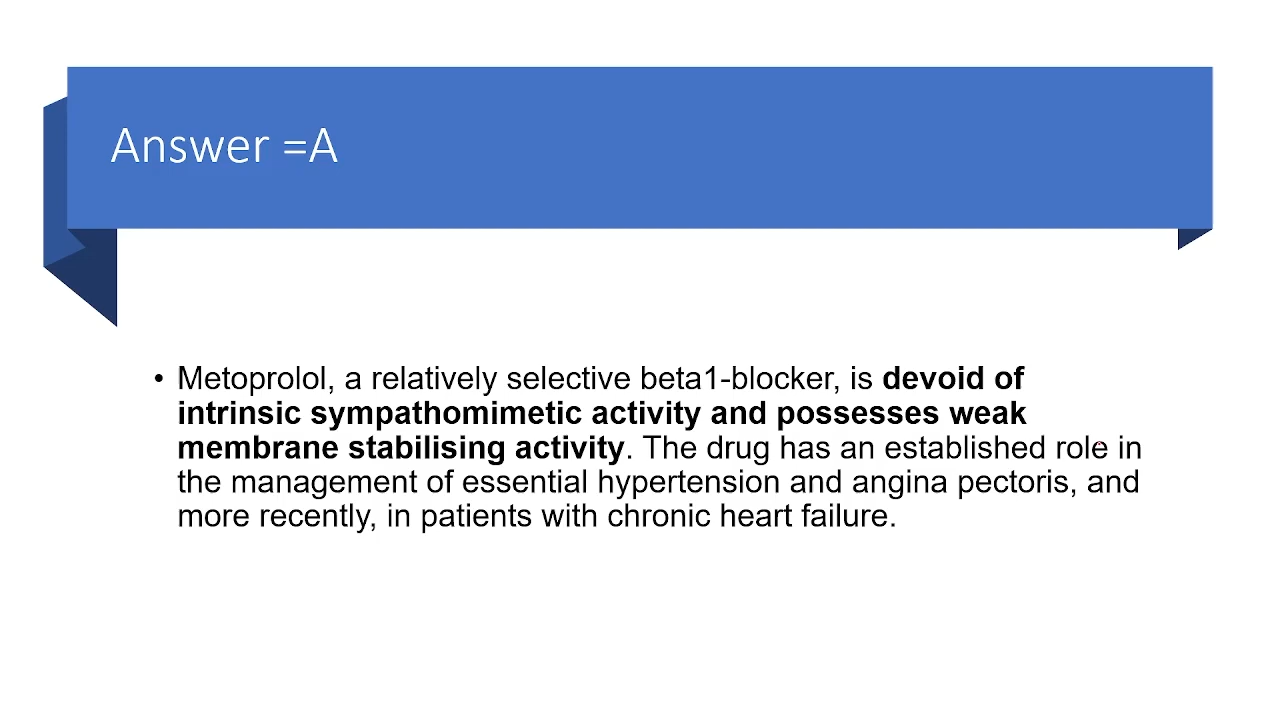 Answer =A
• Metoprolol, a relatively selective beta1-blocker, is devoid of
intrinsic sympathomimetic activity and possesses weak
membrane stabilising activity. The drug has an established role in
the management of essential hypertension and angina pectoris, and
more recently, in patients with chronic heart failure.